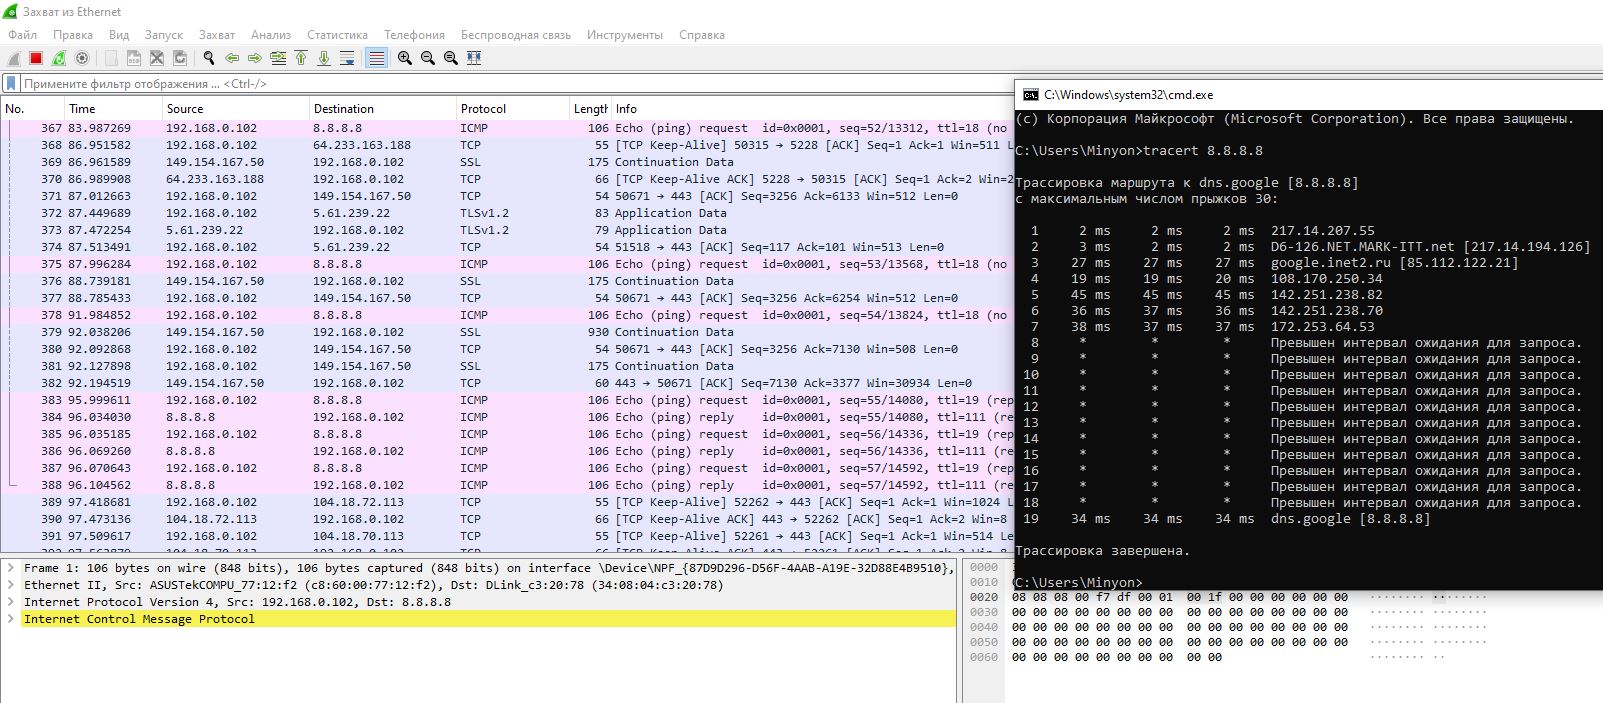 Захват из Ethernet
Файл Правка Вид Запуск Захват Анализ Статистика Телефония Беспроводная связь Инструменты Справка
Примените фильтр отображения ... <Ctrl-/>
No. Time Source Destination Protocol Length Info
367 83.987269 192.168.0.102 8.8.8.8 ICMP 106 Echo (ping) request id=0x0001, seq=52/13312, ttl=18 (no
368 86.951582 192.168.0.102 64.233.163.188 TCP 55 [TCP Keep-Alive] 50315 → 5228 [ACK] Seq=1 Ack=1 Win=511 L
369 86.961589 149.154.167.50 192.168.0.102 SSL 175 Continuation Data
370 86.989908 64.233.163.188 192.168.0.102 TCP 66 [TCP Keep-Alive ACK] 5228 → 50315 [ACK] Seq=1 Ack=2 Win=2
371 87.012663 192.168.0.102 149.154.167.50 TCP 54 50671 → 443 [ACK] Seq=3256 Ack=6133 Win=512 Len=0
372 87.449689 192.168.0.102 5.61.239.22 TLSv1.2 83 Application Data
373 87.472254 5.61.239.22 192.168.0.102 TLSv1.2 79 Application Data
374 87.513491 192.168.0.102 5.61.239.22 TCP 54 51518 → 443 [ACK] Seq=117 Ack=101 Win=513 Len=0
375 87.996284 192.168.0.102 8.8.8.8 ICMP 106 Echo (ping) request id=0x0001, seq=53/13568, ttl=18 (no
376 88.739181 149.154.167.50 192.168.0.102 SSL 175 Continuation Data
377 88.785433 192.168.0.102 149.154.167.50 TCP 54 50671 → 443 [ACK] Seq=3256 Ack=6254 Win=512 Len=0
378 91.984852 192.168.0.102 8.8.8.8 ICMP 106 Echo (ping) request id=0x0001, seq=54/13824, ttl=18 (no
379 92.038206 149.154.167.50 192.168.0.102 SSL 930 Continuation Data
380 92.092868 192.168.0.102 149.154.167.50 TCP 54 50671 → 443 [ACK] Seq=3256 Ack=7130 Win=508 Len=0
381 92.127898 192.168.0.102 149.154.167.50 SSL 175 Continuation Data
382 92.194519 149.154.167.50 192.168.0.102 TCP 60 443 → 50671 [ACK] Seq=7130 Ack=3377 Win=30934 Len=0
383 95.999611 192.168.0.102 8.8.8.8 ICMP 106 Echo (ping) request id=0x0001, seq=55/14080, ttl=19 (rep
384 96.034030 8.8.8.8 192.168.0.102 ICMP 106 Echo (ping) reply id=0x0001, seq=55/14080, ttl=111 (re
385 96.035185 192.168.0.102 8.8.8.8 ICMP 106 Echo (ping) request id=0x0001, seq=56/14336, ttl=19 (rep
386 96.069260 8.8.8.8 192.168.0.102 ICMP 106 Echo (ping) reply id=0x0001, seq=56/14336, ttl=111 (re
387 96.070643 192.168.0.102 8.8.8.8 ICMP 106 Echo (ping) request id=0x0001, seq=57/14592, ttl=19 (rep
388 96.104562 8.8.8.8 192.168.0.102 ICMP 106 Echo (ping) reply id=0x0001, seq=57/14592, ttl=111 (re
389 97.418681 192.168.0.102 104.18.72.113 TCP 55 [TCP Keep-Alive] 52262 → 443 [ACK] Seq=1 Ack=1 Win=1024 L
390 97.473136 104.18.72.113 192.168.0.102 TCP 66 [TCP Keep-Alive ACK] 443 → 52262 [ACK] Seq=1 Ack=2 Win=8
391 97.509617 192.168.0.102 104.18.70.113 TCP 55 [TCP Keep-Alive] 52261 → 443 [ACK] Seq=1 Ack=1 Win=514 L
Frame 1: 106 bytes on wire (848 bits), 106 bytes captured (848 bits) on interface \Device\NPF_{87D9D296-D56F-4AAB-A19E-32D88E4B9510},
Ethernet II, Src: ASUSTekCOMPU_77:12:f2 (c8:60:00:77:12:f2), Dst: DLink_c3:20:78 (34:08:04:c3:20:78)
Internet Protocol Version 4, Src: 192.168.0.102, Dst: 8.8.8.8
Internet Control Message Protocol
0000
0010
0020 08 08 08 00 f7 df 00 01 00 1f 00 00 00 00 00 00
0030 00 00 00 00 00 00 00 00 00 00 00 00 00 00 00 00
0040 00 00 00 00 00 00 00 00 00 00 00 00 00 00 00 00
0050 00 00 00 00 00 00 00 00 00 00 00 00 00 00 00 00
0060 00 00 00 00 00 00 00 00 00 00
C:\Windows\system32\cmd.exe
(c) Корпорация Майкрософт (Microsoft Corporation). Все права защищены.
C:\Users\Minyon>tracert 8.8.8.8
Трассировка маршрута к dns.google [8.8.8.8]
с максимальным числом прыжков 30:
1 2 ms 2 ms 2 ms 217.14.207.55
2 3 ms 2 ms 2 ms D6-126.NET.MARK-ITT.net [217.14.194.126]
3 27 ms 27 ms 27 ms google.inet2.ru [85.112.122.21]
4 19 ms 19 ms 20 ms 108.170.250.34
5 45 ms 45 ms 45 ms 142.251.238.82
6 36 ms 37 ms 36 ms 142.251.238.70
7 38 ms 37 ms 37 ms 172.253.64.53
8 * * * Превышен интервал ожидания для запроса.
9 * * * Превышен интервал ожидания для запроса.
10 * * * Превышен интервал ожидания для запроса.
11 * * * Превышен интервал ожидания для запроса.
12 * * * Превышен интервал ожидания для запроса.
13 * * * Превышен интервал ожидания для запроса.
14 * * * Превышен интервал ожидания для запроса.
15 * * * Превышен интервал ожидания для запроса.
16 * * * Превышен интервал ожидания для запроса.
17 * * * Превышен интервал ожидания для запроса.
18 * * * Превышен интервал ожидания для запроса.
19 34 ms 34 ms 34 ms dns.google [8.8.8.8]
Трассировка завершена.
C:\Users\Minyon>